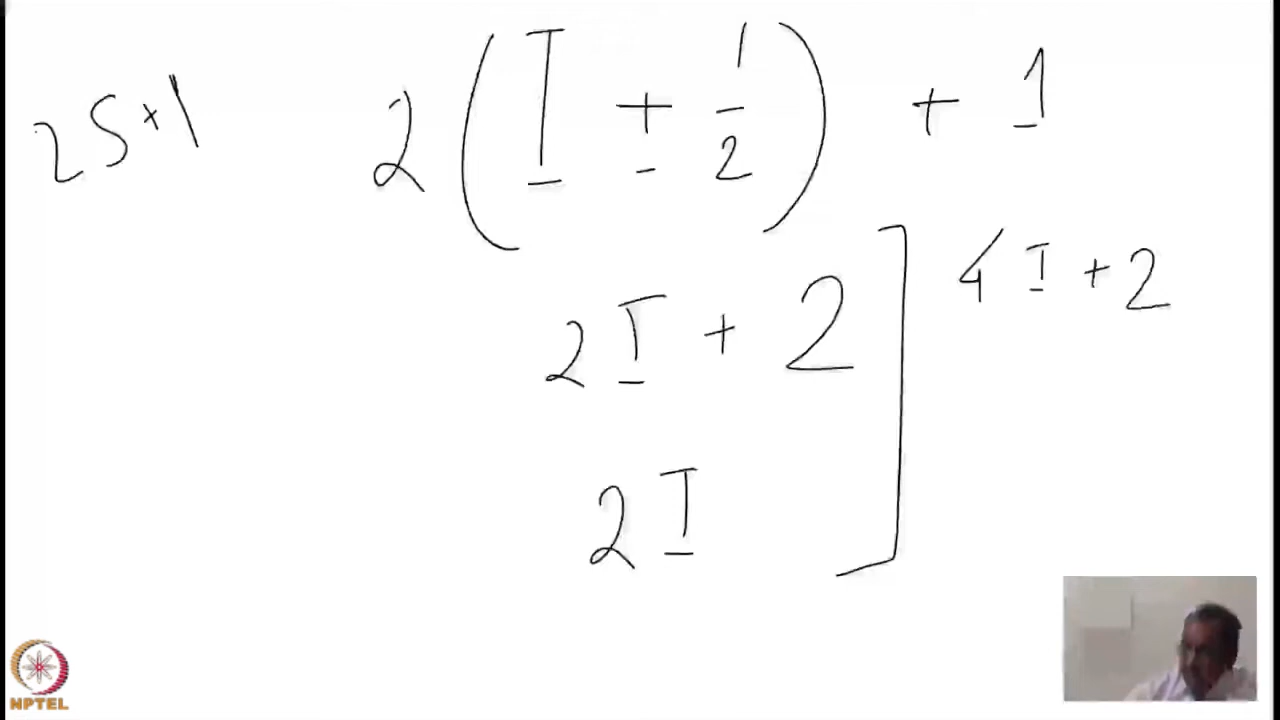 2S+1 2(I ± 1/2) + 1
2I + 2 ] 4I + 2
2I
NPTEL